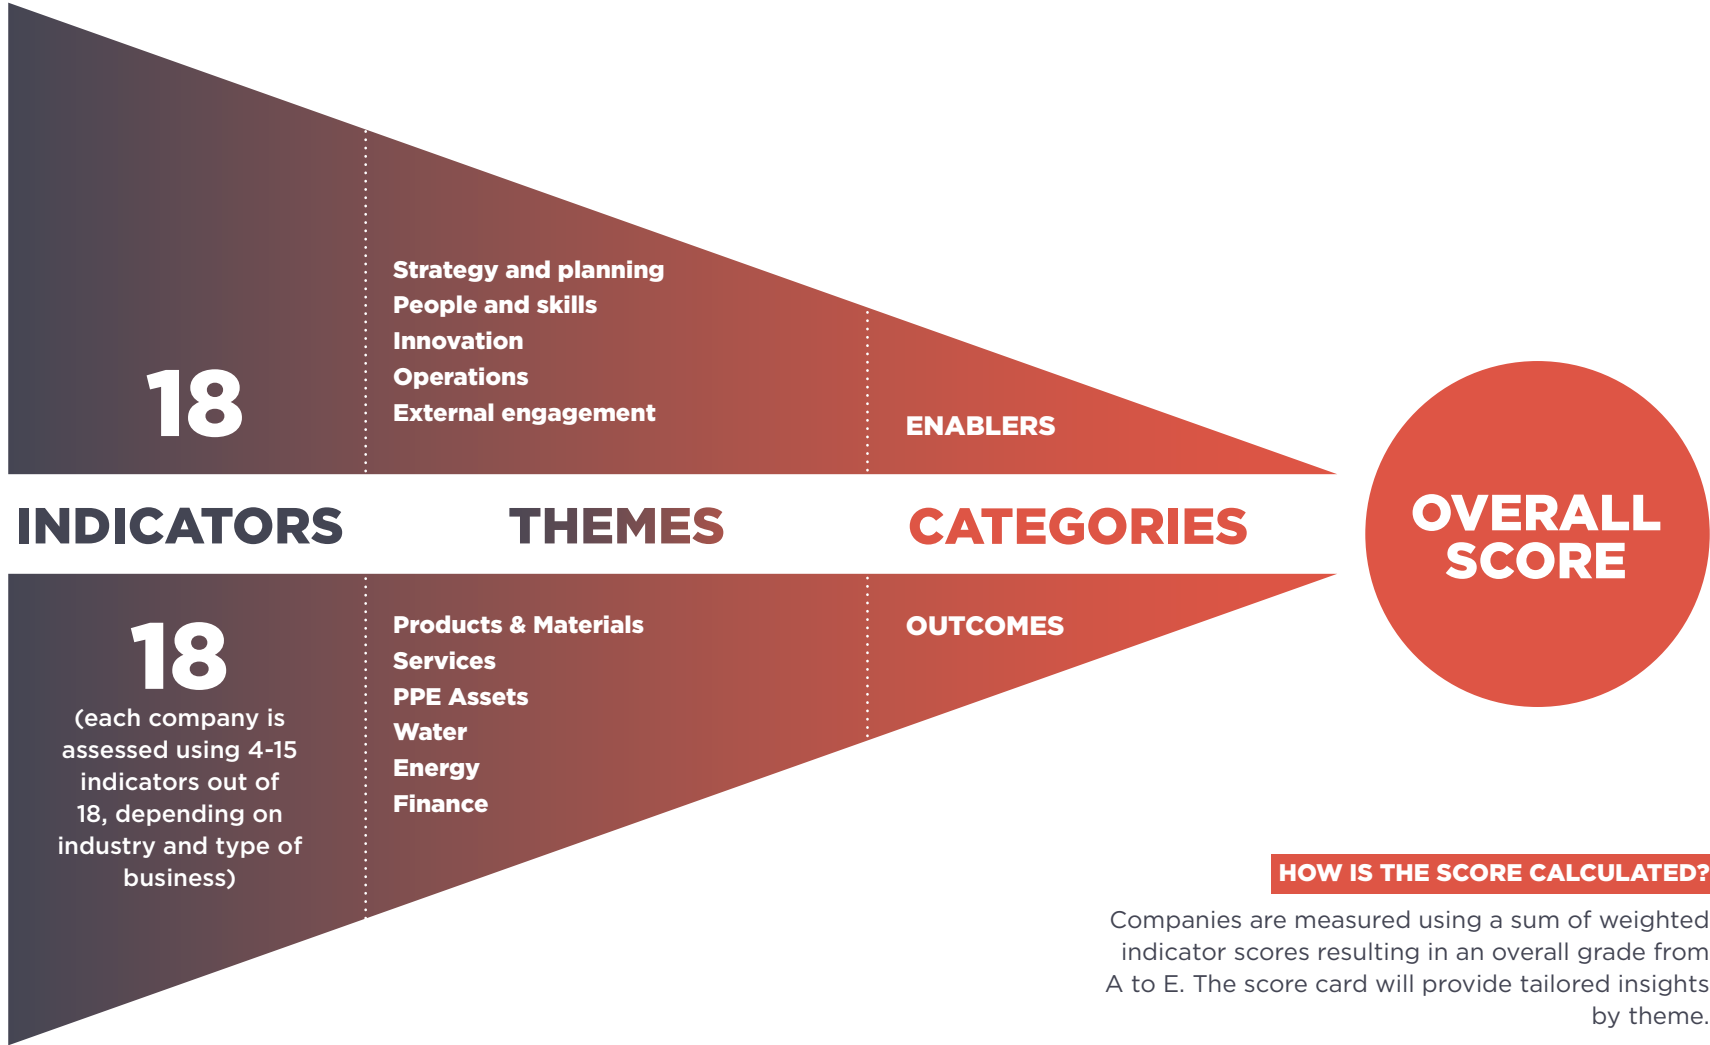 18
Strategy and planning
People and skills
Innovation
Operations
External engagement
ENABLERS
INDICATORS
THEMES
CATEGORIES
OVERALL
SCORE
18
(each company is
assessed using 4-15
indicators out of
18, depending on
industry and type of
business)
Products & Materials
Services
PPE Assets
Water
Energy
Finance
OUTCOMES
HOW IS THE SCORE CALCULATED?
Companies are measured using a sum of weighted
indicator scores resulting in an overall grade from
A to E. The score card will provide tailored insights
by theme.